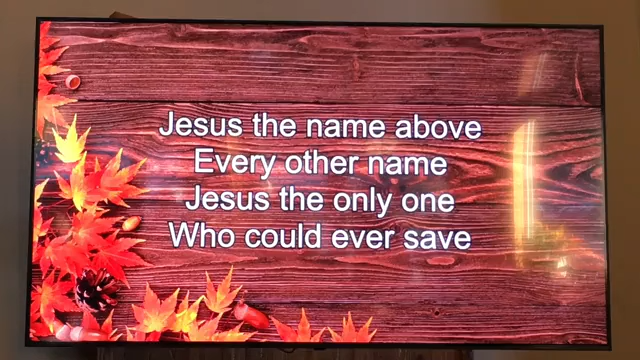 Jesus the name above
Every other name
Jesus the only one
Who could ever save